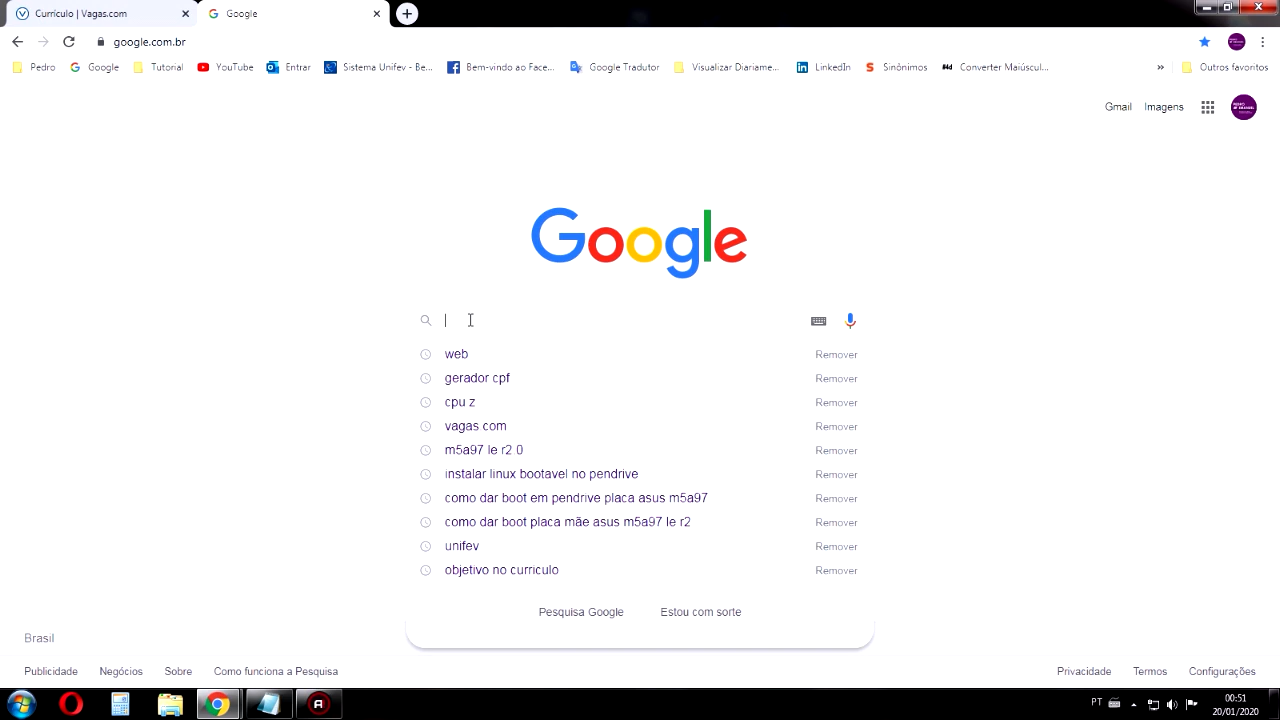 Currículo | Vagas.com
Google
google.com.br
Pedro Google Tutorial YouTube Entrar Sistema Unifev - Be... Bem-vindo ao Face... Google Tradutor Visualizar Diariame... LinkedIn Sinônimos Converter Maiúscul... » Outros favoritos
Gmail Imagens
Google
web Remover
gerador cpf Remover
cpu z Remover
vagas com Remover
m5a97 le r2.0 Remover
instalar linux bootavel no pendrive Remover
como dar boot em pendrive placa asus m5a97 Remover
como dar boot placa mãe asus m5a97 le r2 Remover
unifev Remover
objetivo no curriculo Remover
Pesquisa Google Estou com sorte
Brasil
Publicidade Negócios Sobre Como funciona a Pesquisa Privacidade Termos Configurações
PT 00:51
20/01/2020